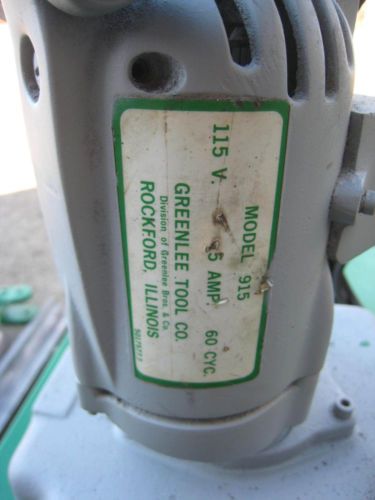 MODEL 915
115 V. 5 AMP. 60 CYC.
GREENLEE TOOL CO.
Division of Greenlee Bros. & Co.
ROCKFORD, ILLINOIS